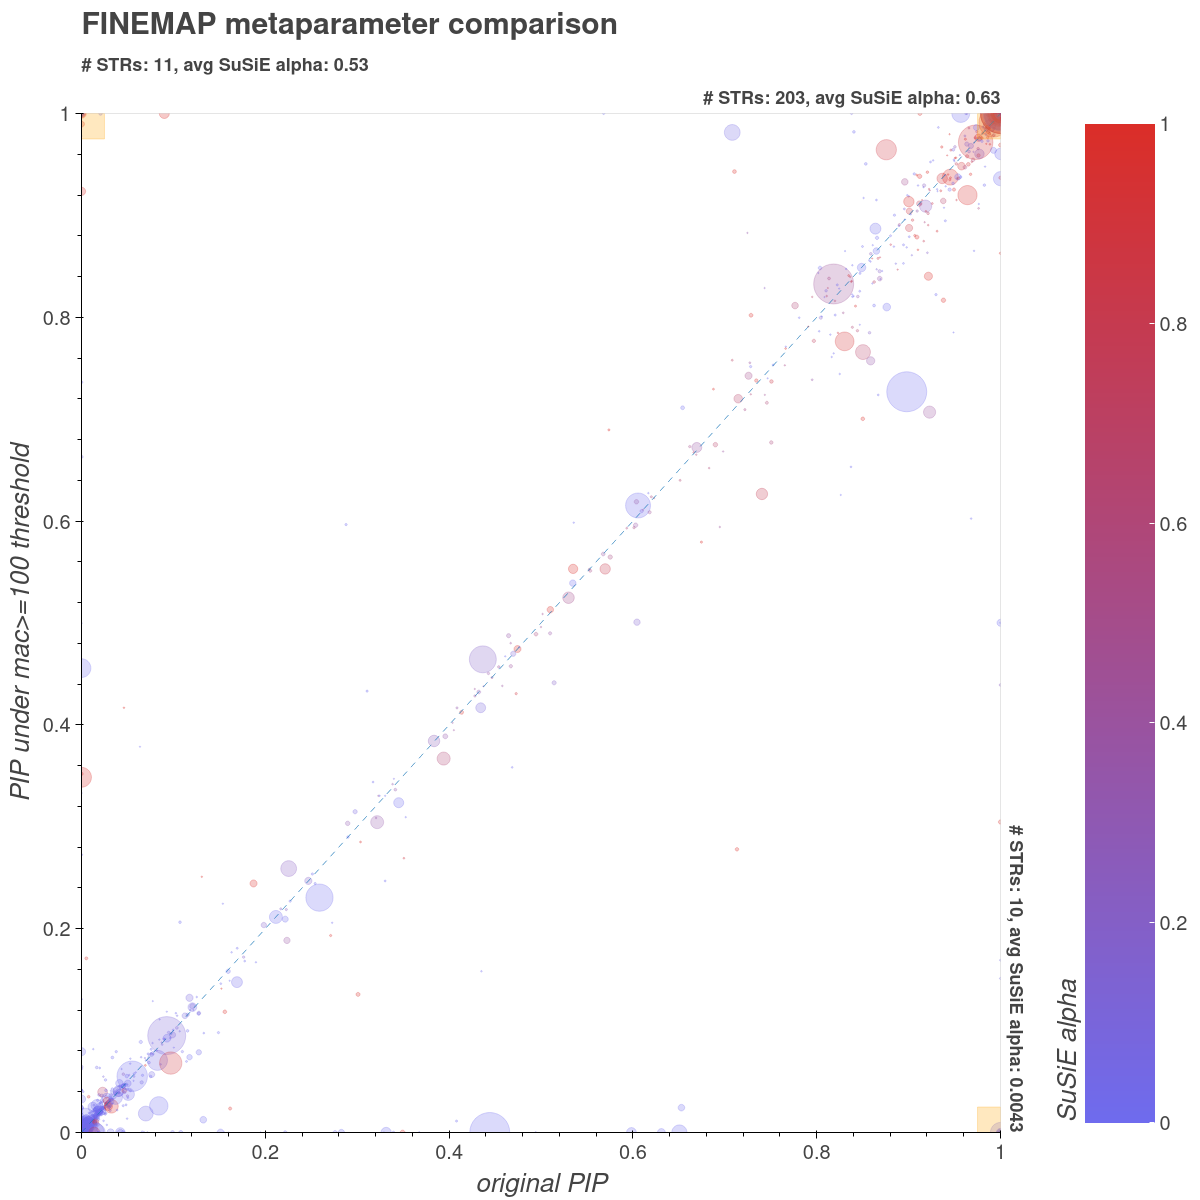 FINEMAP metaparameter comparison
# STRs: 11, avg SuSiE alpha: 0.53
# STRs: 203, avg SuSiE alpha: 0.63
1
0.8
0.6
0.4
0.2
0
PIP under mac>=100 threshold
0
0.2
0.4
0.6
0.8
1
original PIP
# STRs: 10, avg SuSiE alpha: 0.0043
SuSiE alpha
1
0.8
0.6
0.4
0.2
0